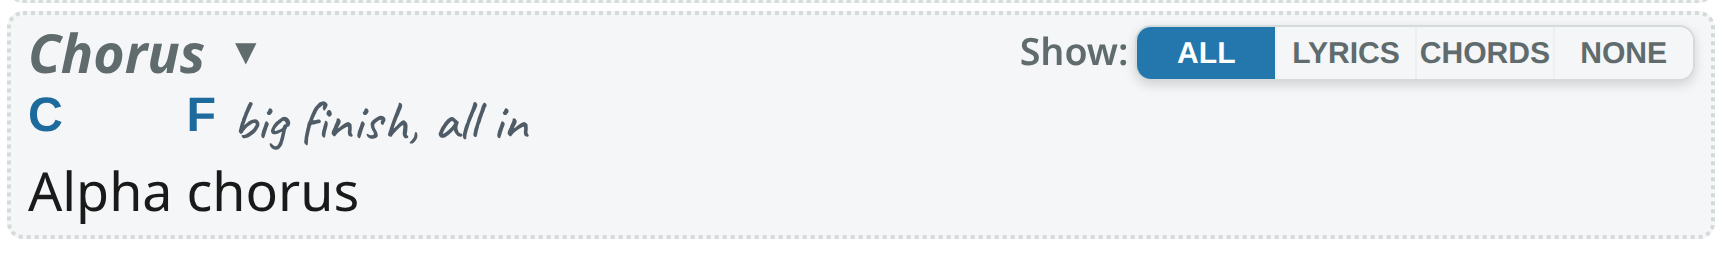 Chorus ▼ Show: ALL LYRICS CHORDS NONE
C F big finish, all in
Alpha chorus